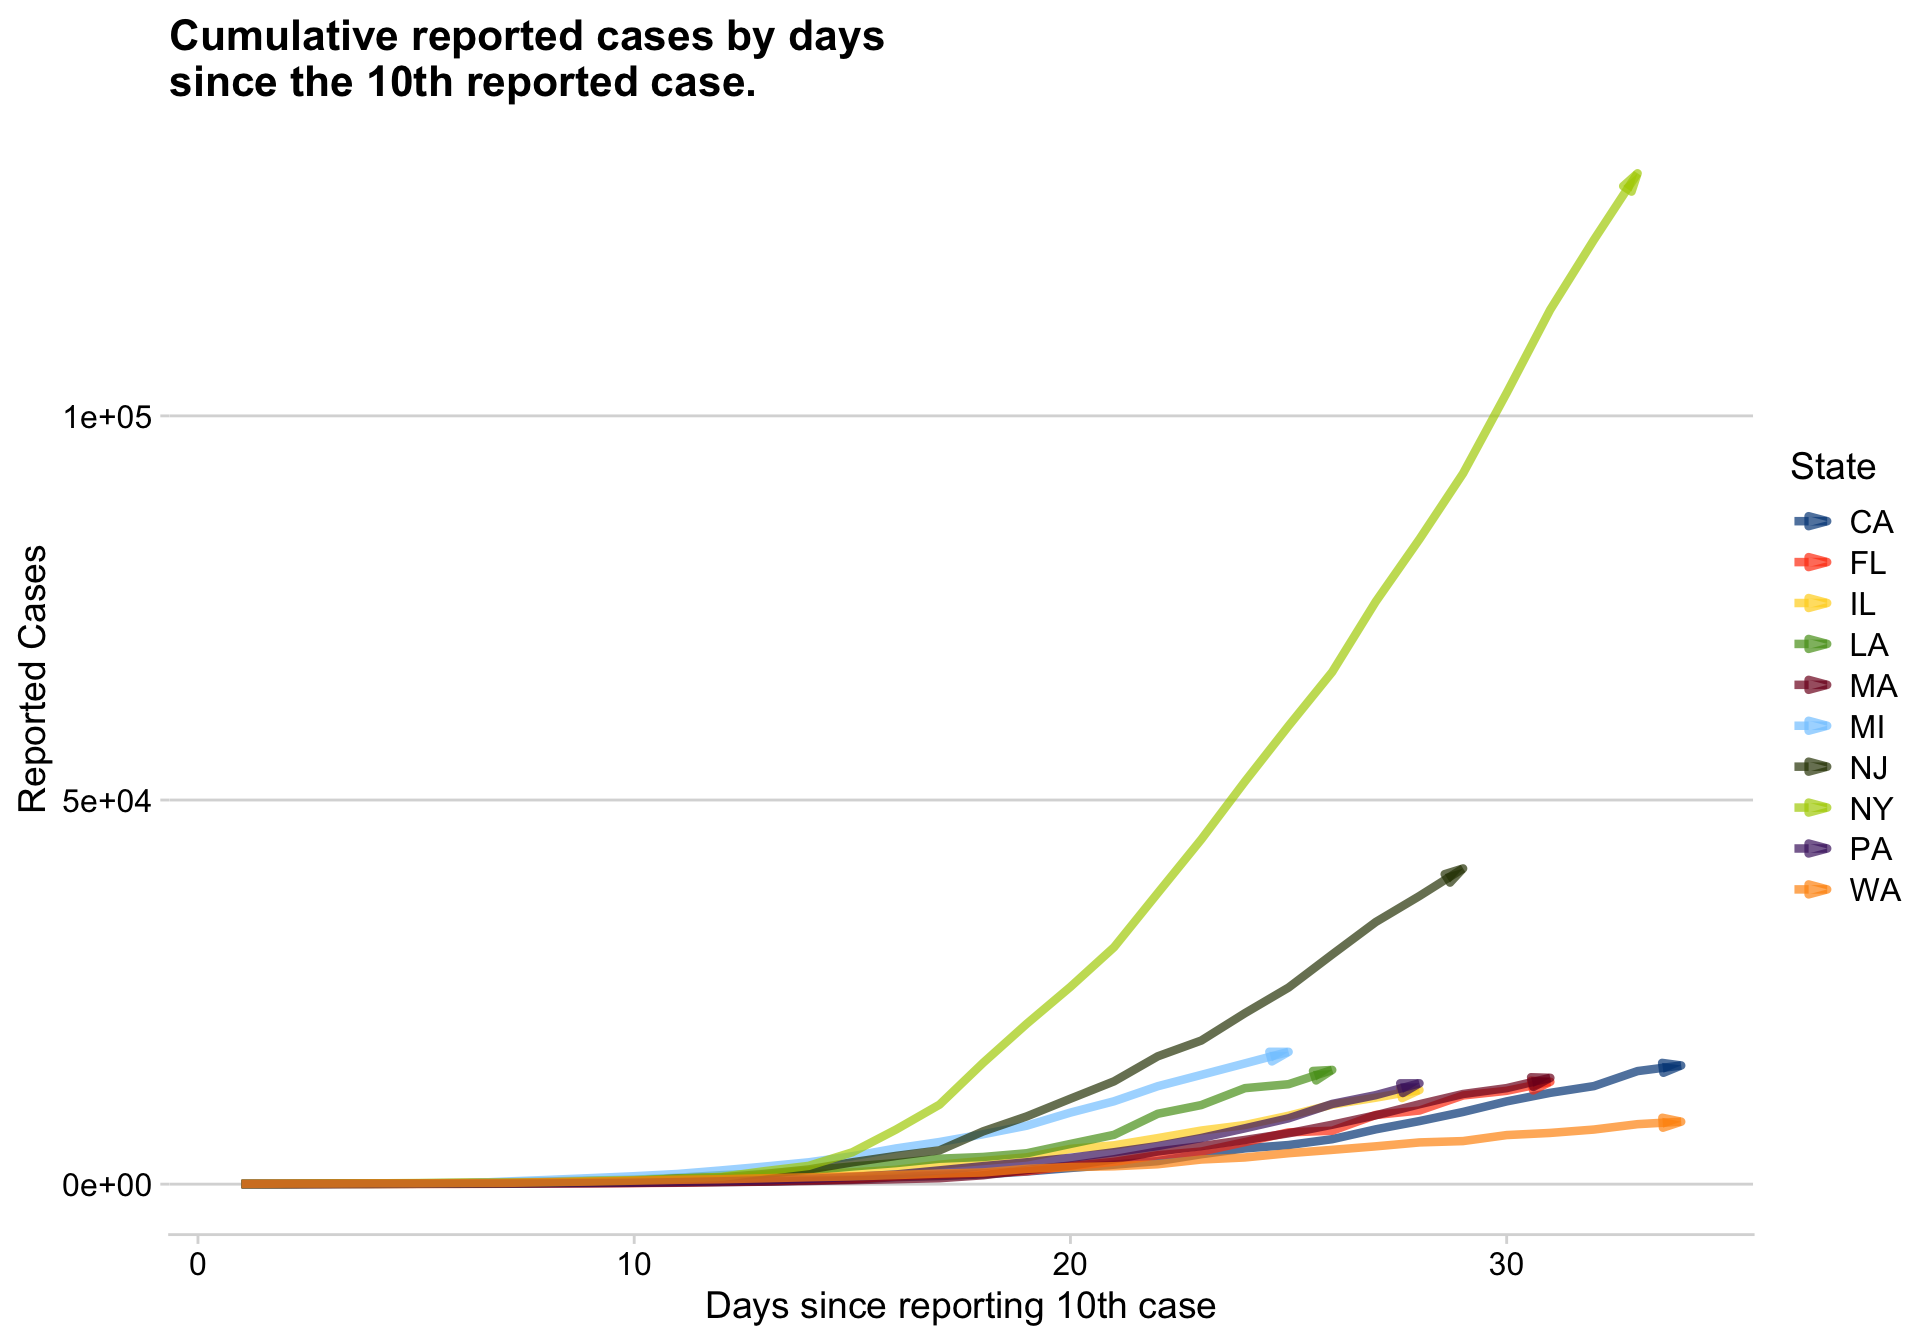 Cumulative reported cases by days
since the 10th reported case.
Reported Cases
1e+05
5e+04
0e+00
0
10
20
30
Days since reporting 10th case
State
CA
FL
IL
LA
MA
MI
NJ
NY
PA
WA